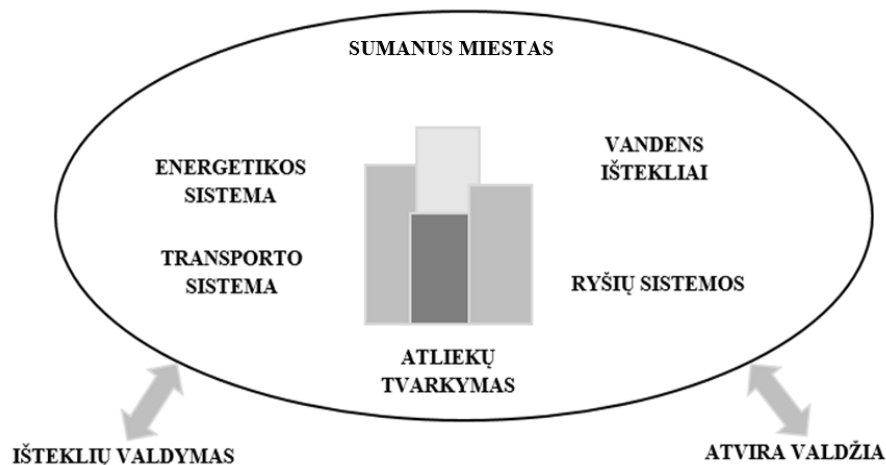 SUMANUS MIESTAS
ENERGETIKOS
SISTEMA
VANDENS
IŠTEKLIAI
TRANSPORTO
SISTEMA
RYŠIŲ SISTEMOS
ATLIEKŲ
TVARKYMAS
IŠTEKLIŲ VALDYMAS
ATVIRA VALDŽIA